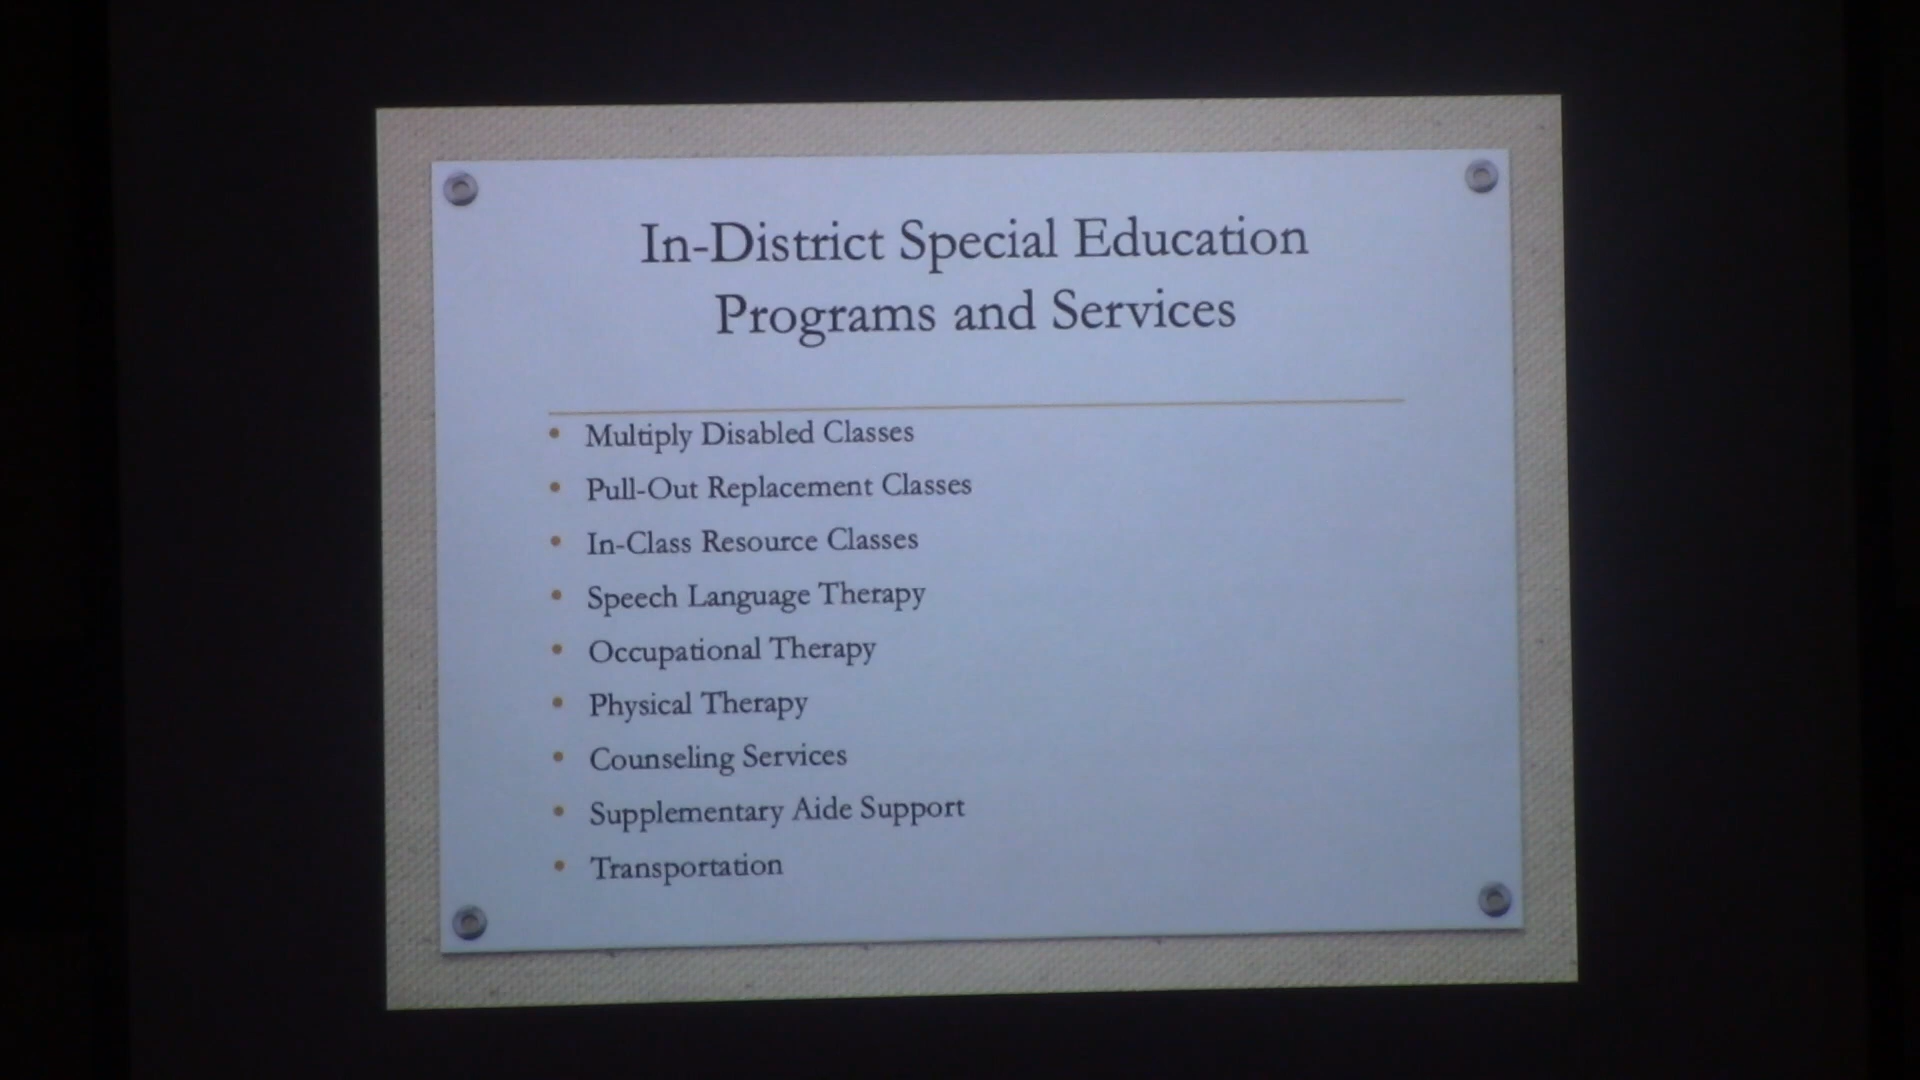 In-District Special Education
Programs and Services
• Multiply Disabled Classes
• Pull-Out Replacement Classes
• In-Class Resource Classes
• Speech Language Therapy
• Occupational Therapy
• Physical Therapy
• Counseling Services
• Supplementary Aide Support
• Transportation